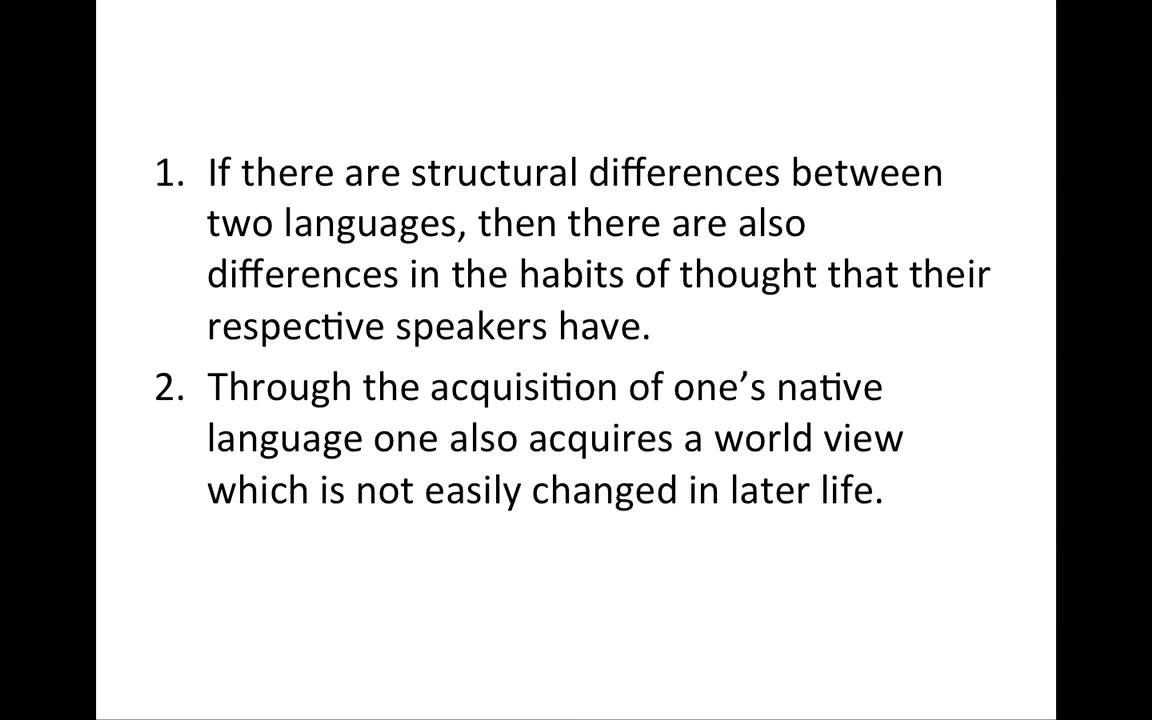 1. If there are structural differences between
two languages, then there are also
differences in the habits of thought that their
respective speakers have.
2. Through the acquisition of one’s native
language one also acquires a world view
which is not easily changed in later life.